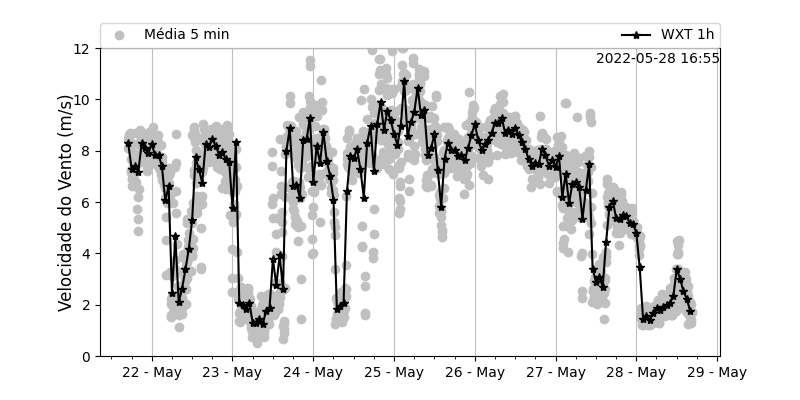 Média 5 min
WXT 1h
2022-05-28 16:55
Velocidade do Vento (m/s)
12
10
8
6
4
2
0
22 - May
23 - May
24 - May
25 - May
26 - May
27 - May
28 - May
29 - May